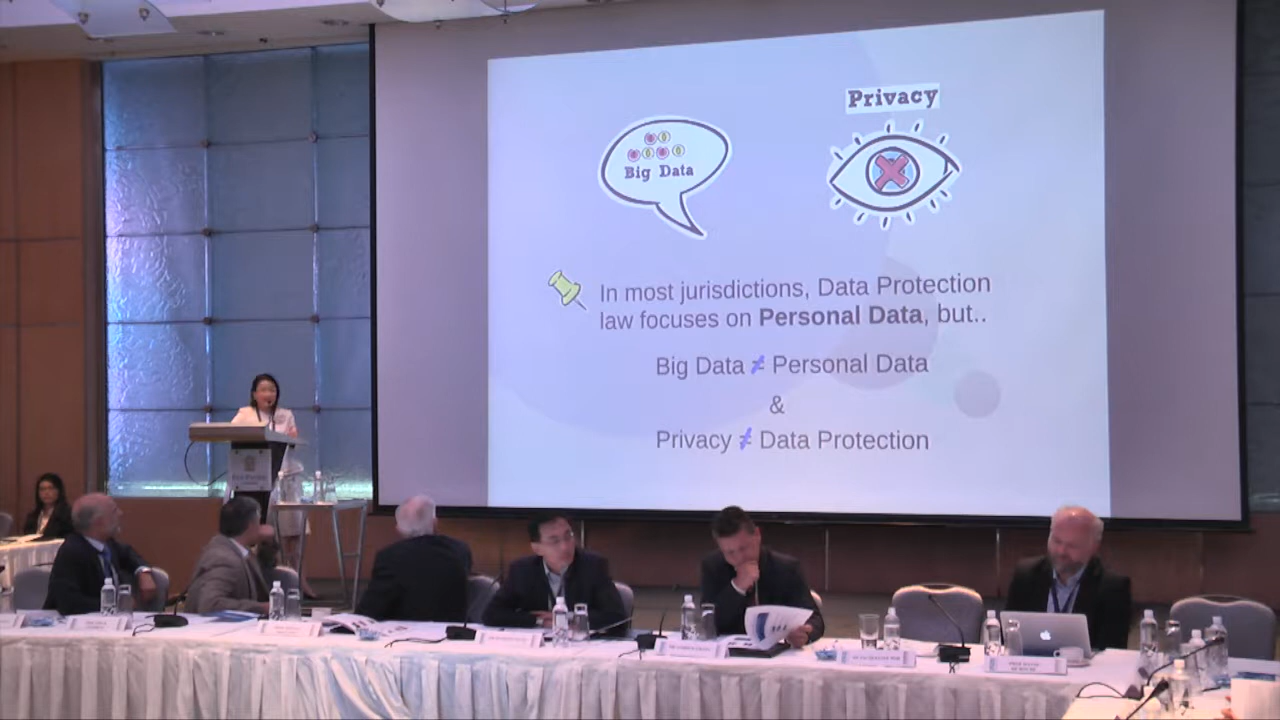 Privacy
Big Data
In most jurisdictions, Data Protection
law focuses on Personal Data, but..
Big Data ≠ Personal Data
&
Privacy ≠ Data Protection